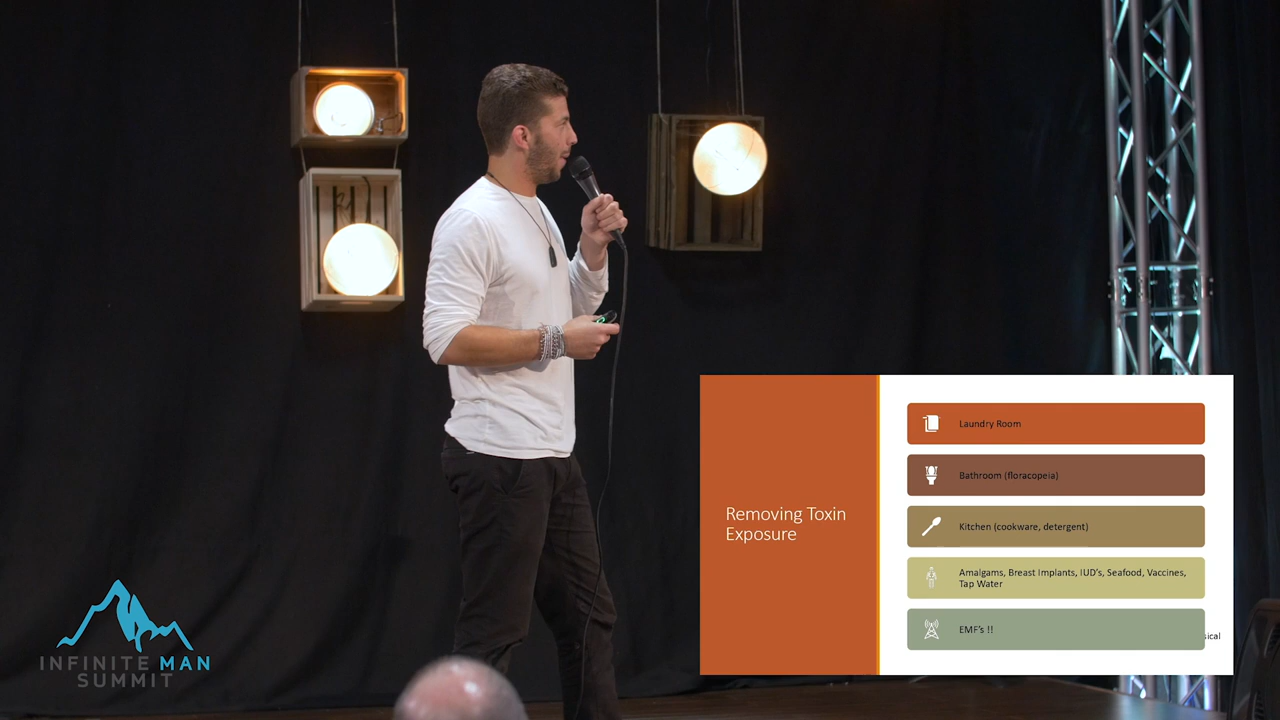 Removing Toxin
Exposure
Laundry Room
Bathroom (floracopeia)
Kitchen (cookware, detergent)
Amalgams, Breast Implants, IUD's, Seafood, Vaccines,
Tap Water
EMF's !!
INFINITE MAN
SUMMIT